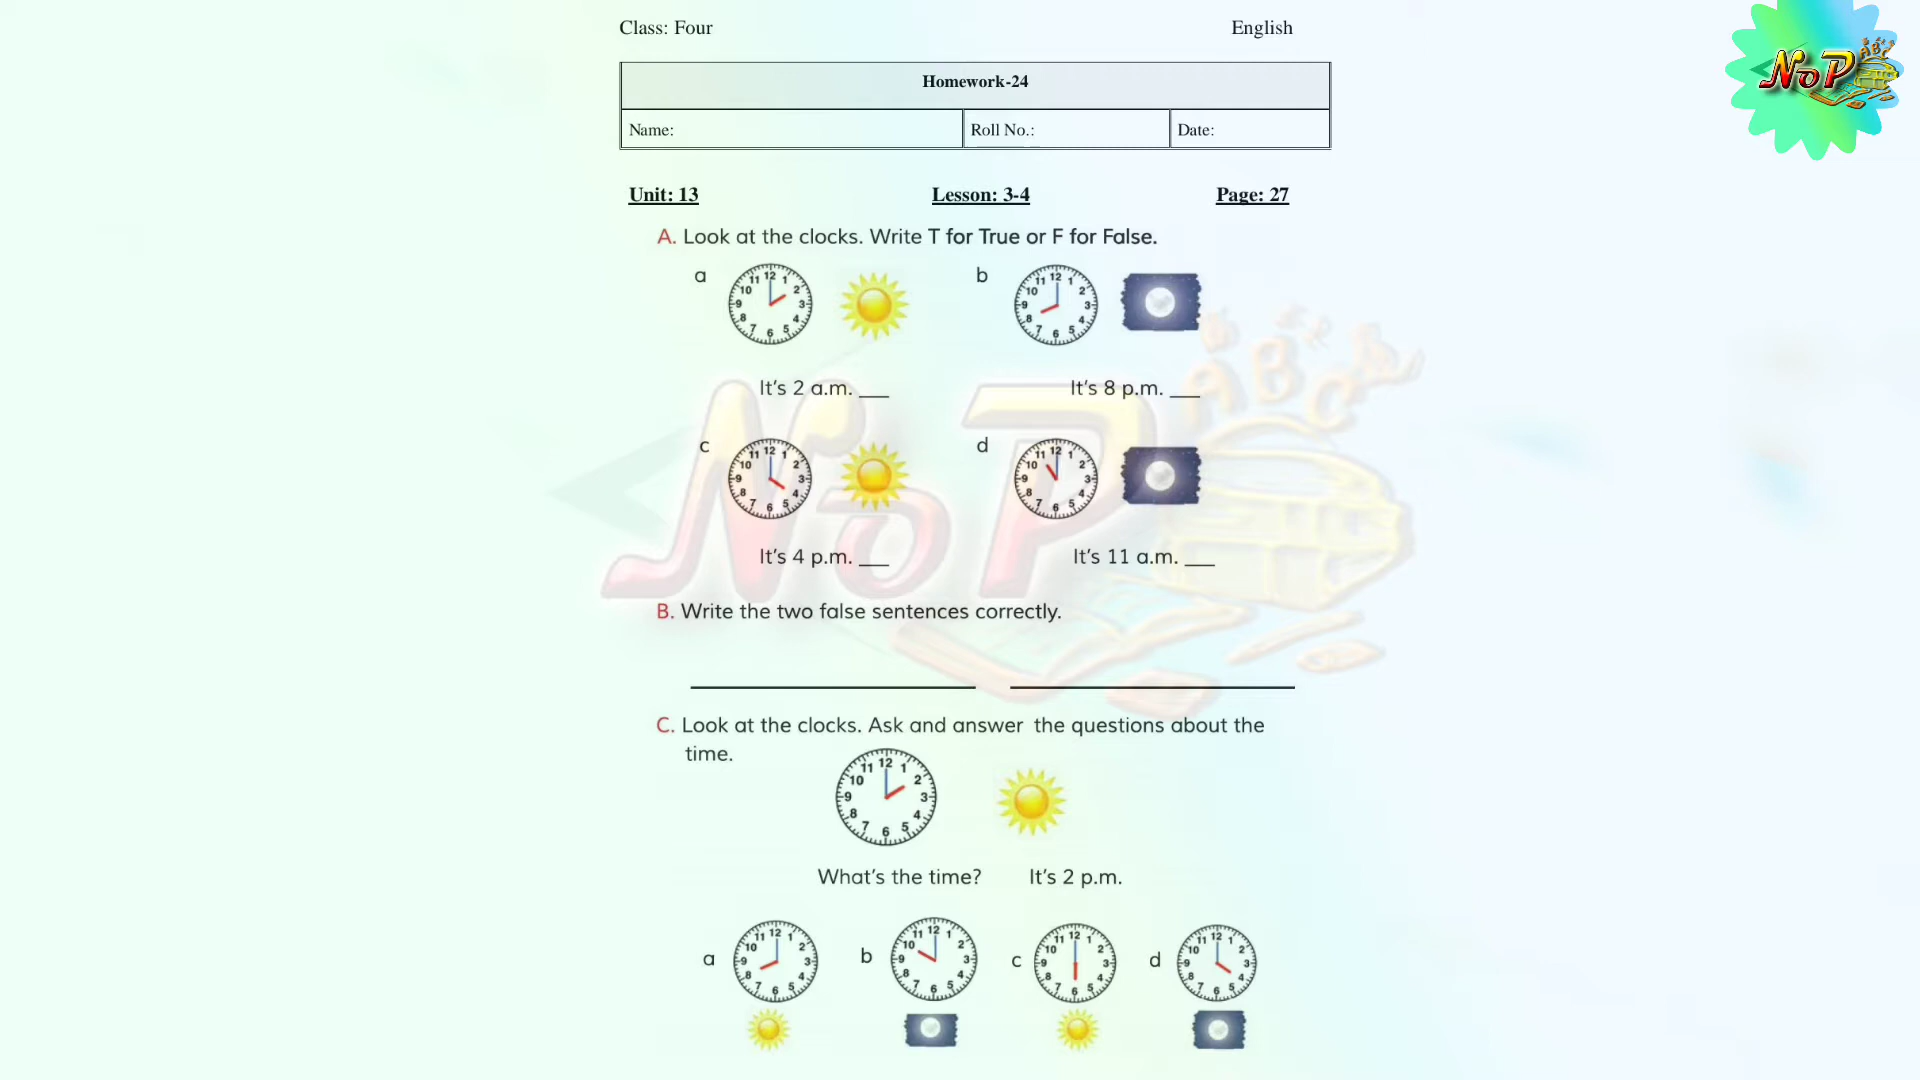 Class: Four English
NoP ABC
Homework-24
Name: Roll No.: Date:
Unit: 13 Lesson: 3-4 Page: 27
A. Look at the clocks. Write T for True or F for False.
a b
It's 2 a.m. ___ It's 8 p.m. ___
c d
It's 4 p.m. ___ It's 11 a.m. ___
B. Write the two false sentences correctly.
C. Look at the clocks. Ask and answer the questions about the
time.
What's the time? It's 2 p.m.
a b c d